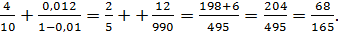 4/10 + 0,012/1−0,01 = 2/5 + + 12/990 = 198+6/495 = 204/495 = 68/165.